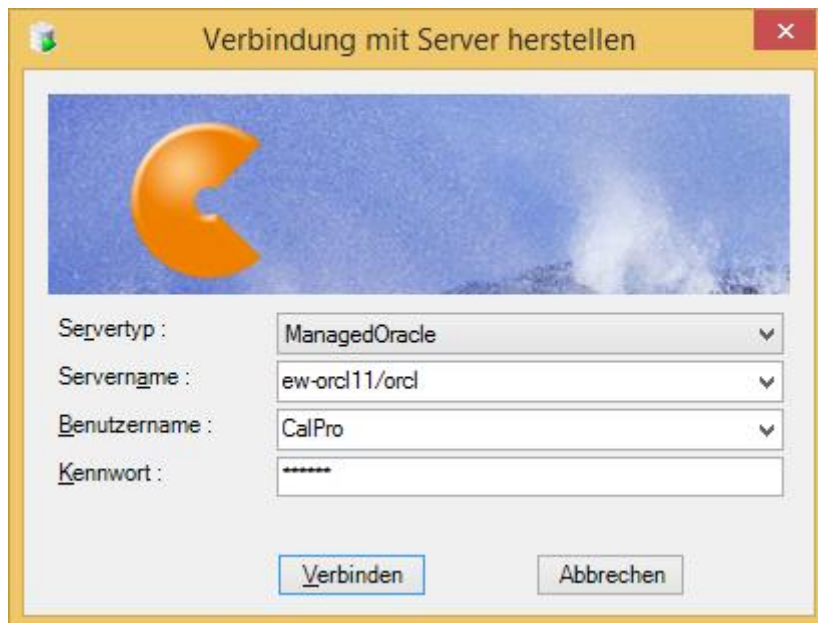 Verbindung mit Server herstellen
Servertyp : ManagedOracle
Servername : ew-orcl11/orcl
Benutzername : CalPro
Kennwort : ******
Verbinden Abbrechen